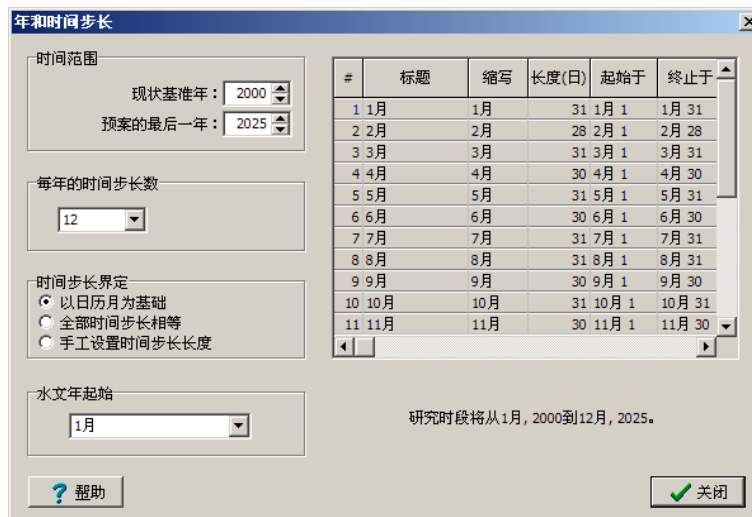 年和时间步长
时间范围
现状基准年： 2000
预案的最后一年： 2025
每年的时间步长数
12
时间步长界定
以日历月为基础
全部时间步长相等
手工设置时间步长长度
水文年起始
1月
# 标题 缩写 长度(日) 起始于 终止于
1 1月 1月 31 1月 1 1月 31
2 2月 2月 28 2月 1 2月 28
3 3月 3月 31 3月 1 3月 31
4 4月 4月 30 4月 1 4月 30
5 5月 5月 31 5月 1 5月 31
6 6月 6月 30 6月 1 6月 30
7 7月 7月 31 7月 1 7月 31
8 8月 8月 31 8月 1 8月 31
9 9月 9月 30 9月 1 9月 30
10 10月 10月 31 10月 1 10月 31
11 11月 11月 30 11月 1 11月 30
研究时段将从1月, 2000到12月, 2025。
? 帮助
关闭